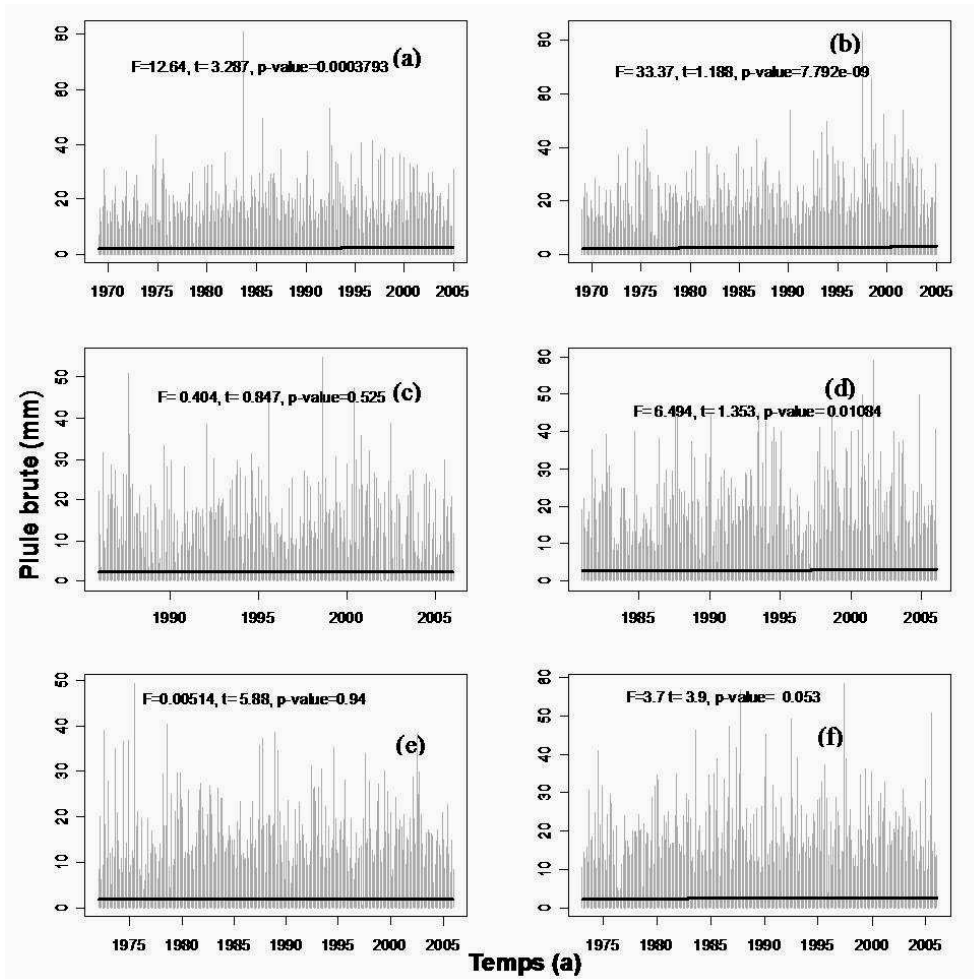 F=12.64, t= 3.287, p-value=0.0003793 (a)
0 20 40 60 80
1970 1975 1980 1985 1990 1995 2000 2005
(b)
F= 33.37, t=1.188, p-value=7.792e-09
0 20 40 60 80
1970 1975 1980 1985 1990 1995 2000 2005
Plule brute (mm)
F= 0.404, t= 0.847, p-value=0.525 (c)
0 10 20 30 40 50
1990 1995 2000 2005
(d)
F= 6.494, t= 1.353, p-value= 0.01084
0 10 20 30 40 50 60
1985 1990 1995 2000 2005
F=0.00514, t= 5.88, p-value=0.94
(e)
0 10 20 30 40 50
1975 1980 1985 1990 1995 2000 2005
F=3.7 t= 3.9, p-value= 0.053
(f)
0 10 20 30 40 50 60
1975 1980 1985 1990 1995 2000 2005
Temps (a)